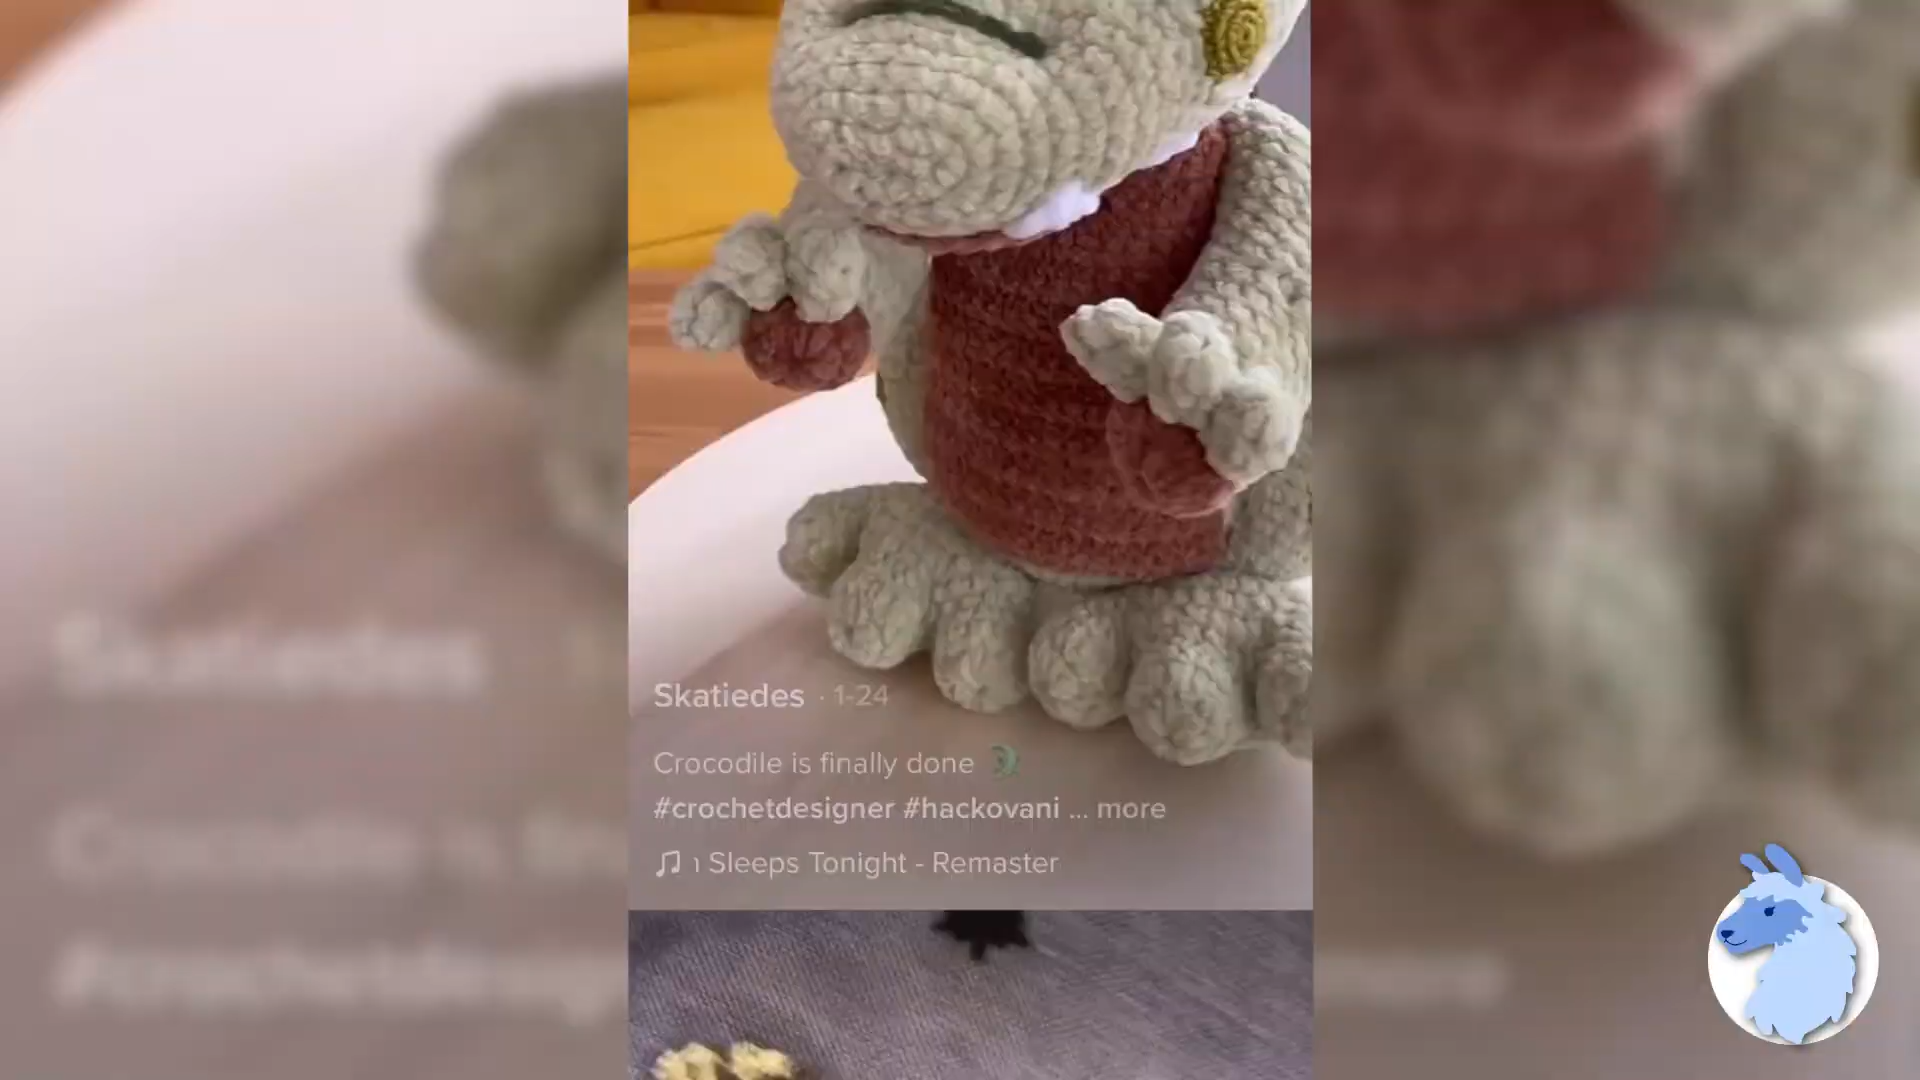 Skatiedes · 1-24
Crocodile is finally done 🐊
#crochetdesigner #hackovani ... more
Sleeps Tonight - Remaster